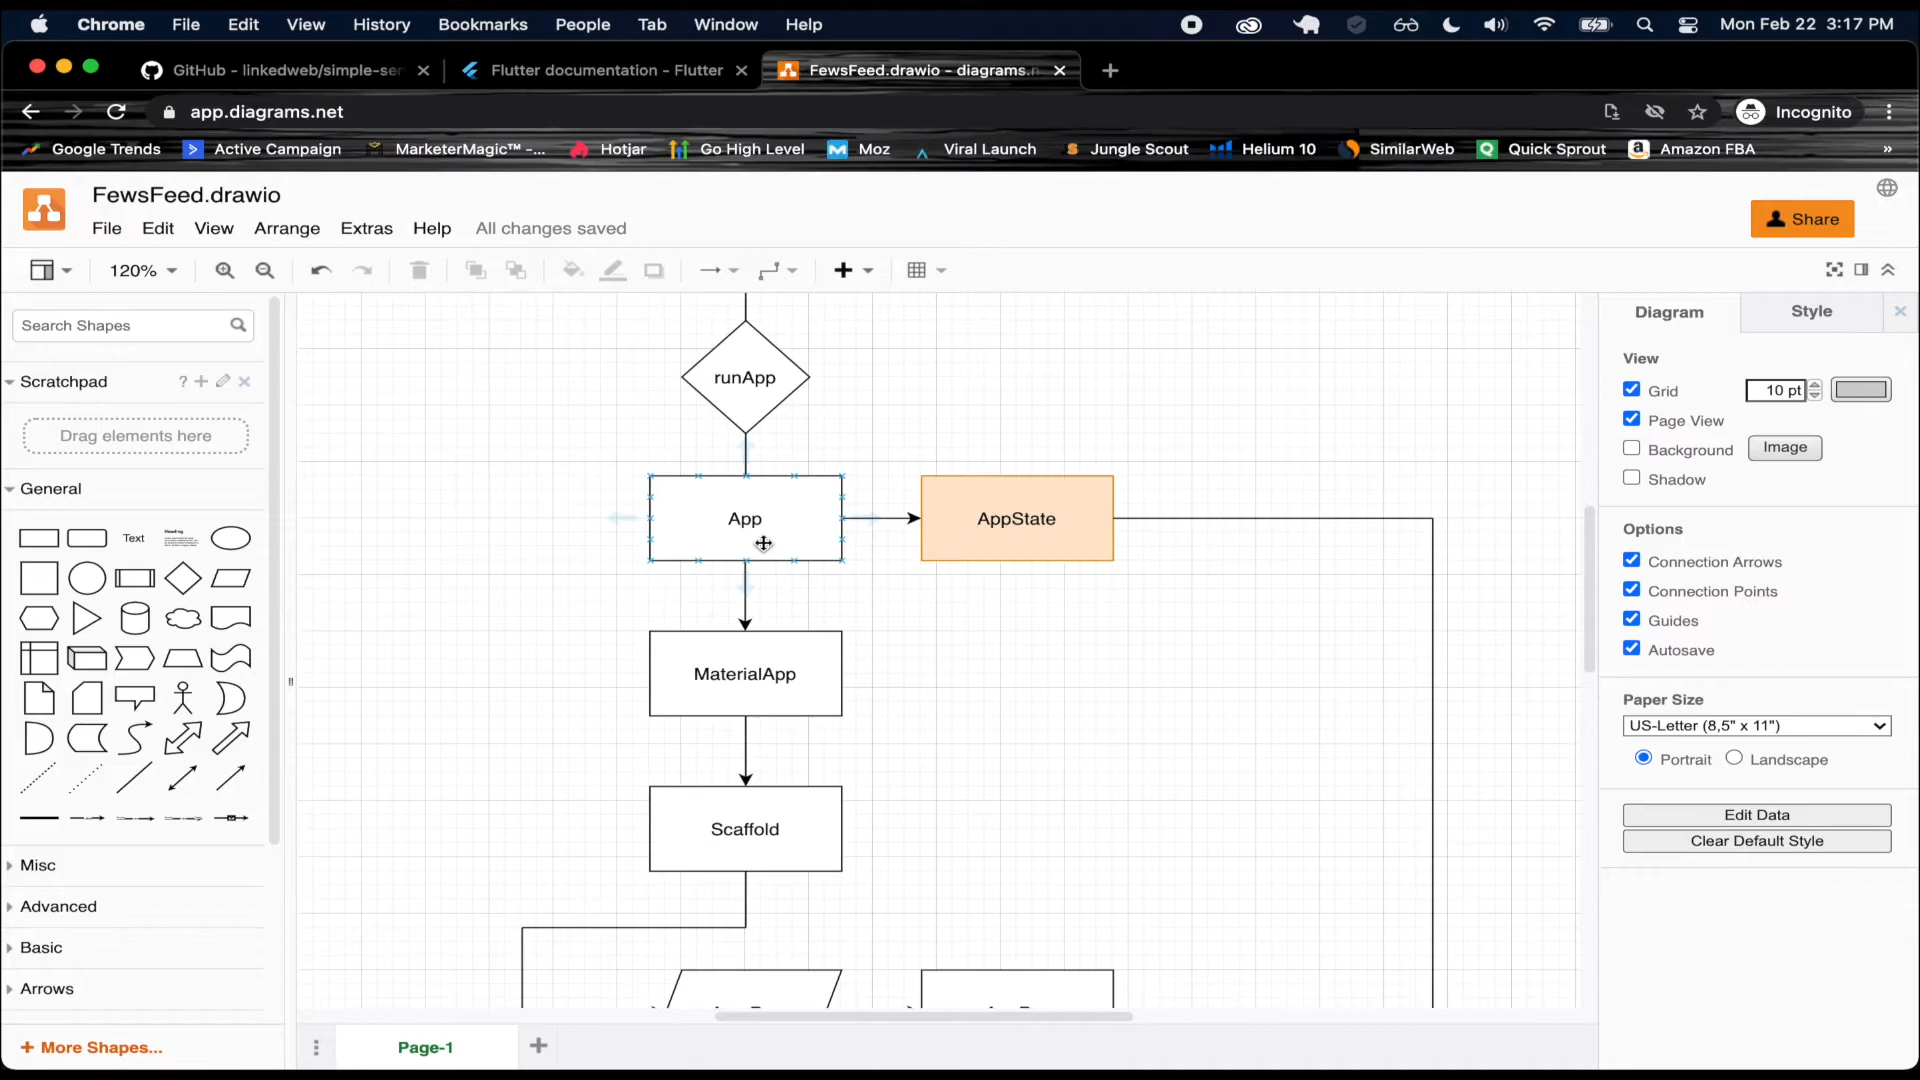 Chrome File Edit View History Bookmarks People Tab Window Help Mon Feb 22 3:17 PM
GitHub - linkedweb/simple-ser Flutter documentation - Flutter FewsFeed.drawio - diagrams.n
app.diagrams.net Incognito
Google Trends Active Campaign MarketerMagic™ -... Hotjar Go High Level Moz Viral Launch Jungle Scout Helium 10 SimilarWeb Quick Sprout Amazon FBA »
FewsFeed.drawio
File Edit View Arrange Extras Help All changes saved
Share
120%
Search Shapes
Scratchpad ?
Drag elements here
General
Text
Heading
Misc
Advanced
Basic
Arrows
+ More Shapes...
runApp
App
AppState
MaterialApp
Scaffold
Page-1
Diagram Style
View
Grid 10 pt
Page View
Background Image
Shadow
Options
Connection Arrows
Connection Points
Guides
Autosave
Paper Size
US-Letter (8,5" x 11")
Portrait Landscape
Edit Data
Clear Default Style